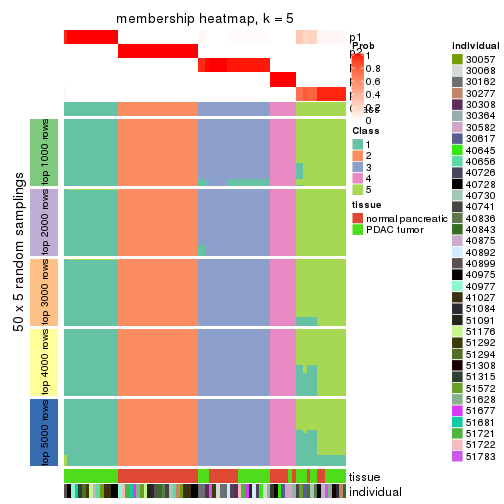 membership heatmap, k = 5
p1
Prob
1
0.8
0.6
0.4
0.2
0
Class
1
2
3
4
5
tissue
normal pancreatic
PDAC tumor
individual
30057
30068
30162
30277
30308
30364
30582
30617
40645
40656
40726
40728
40730
40741
40836
40843
40875
40892
40899
40975
40977
41027
51084
51091
51176
51292
51294
51308
51315
51572
51628
51677
51681
51721
51722
51783
50 x 5 random samplings
top 1000 rows
top 2000 rows
top 3000 rows
top 4000 rows
top 5000 rows
tissue
individual